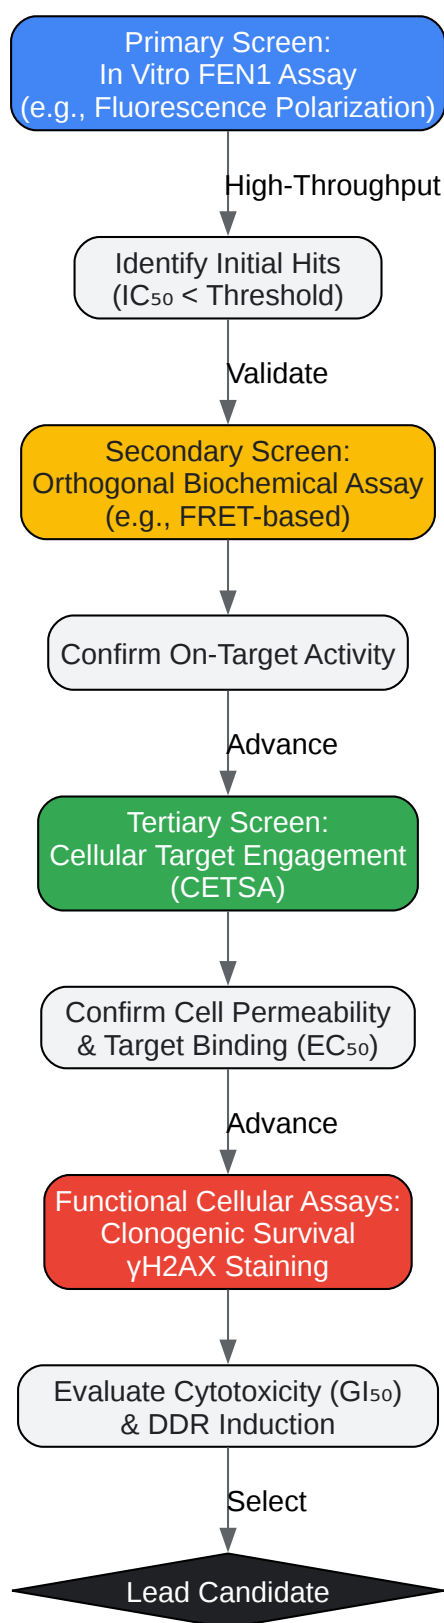 Primary Screen:
In Vitro FEN1 Assay
(e.g., Fluorescence Polarization)
High-Throughput
Identify Initial Hits
(IC₅₀ < Threshold)
Validate
Secondary Screen:
Orthogonal Biochemical Assay
(e.g., FRET-based)
Confirm On-Target Activity
Advance
Tertiary Screen:
Cellular Target Engagement
(CETSA)
Confirm Cell Permeability
& Target Binding (EC₅₀)
Advance
Functional Cellular Assays:
Clonogenic Survival
γH2AX Staining
Evaluate Cytotoxicity (GI₅₀)
& DDR Induction
Select
Lead Candidate